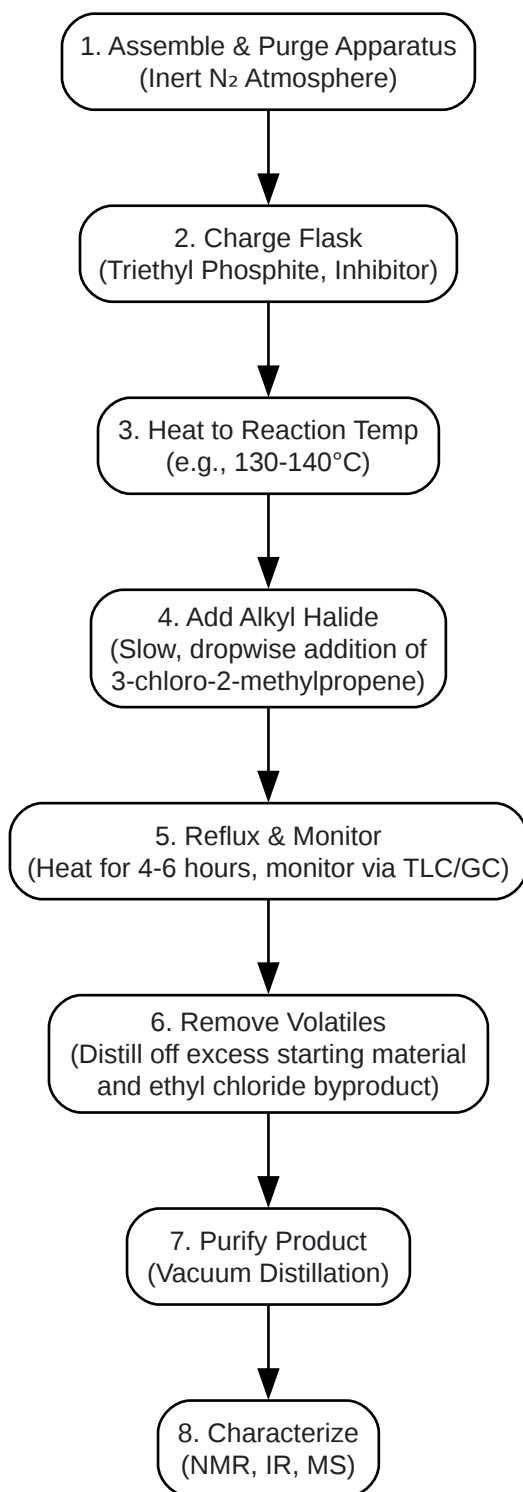 1. Assemble & Purge Apparatus
(Inert N₂ Atmosphere)
2. Charge Flask
(Triethyl Phosphite, Inhibitor)
3. Heat to Reaction Temp
(e.g., 130-140°C)
4. Add Alkyl Halide
(Slow, dropwise addition of
3-chloro-2-methylpropene)
5. Reflux & Monitor
(Heat for 4-6 hours, monitor via TLC/GC)
6. Remove Volatiles
(Distill off excess starting material
and ethyl chloride byproduct)
7. Purify Product
(Vacuum Distillation)
8. Characterize
(NMR, IR, MS)